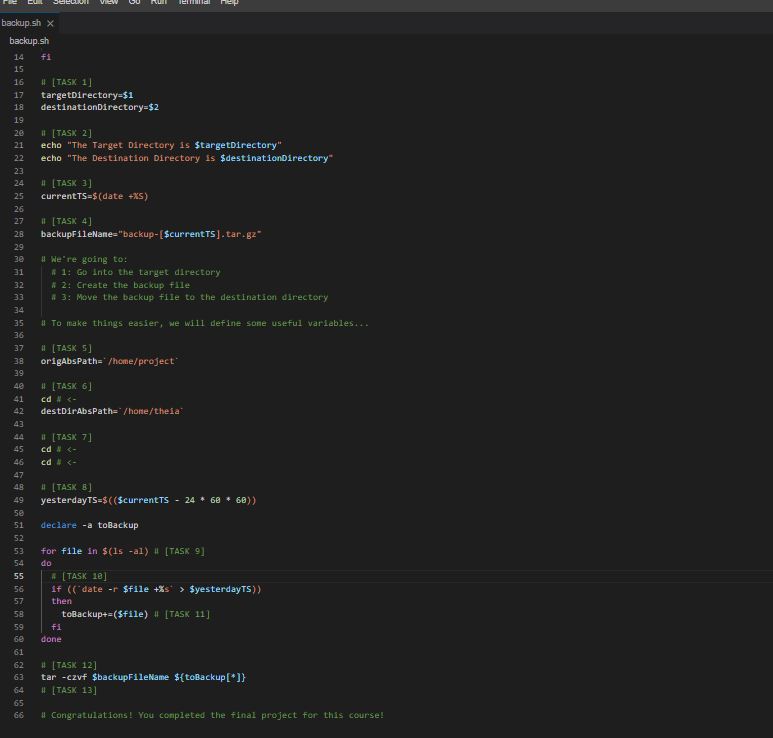 File Edit Selection View Go Run Terminal Help
backup.sh ×
backup.sh
14 fi
15
16 # [TASK 1]
17 targetDirectory=$1
18 destinationDirectory=$2
19
20 # [TASK 2]
21 echo "The Target Directory is $targetDirectory"
22 echo "The Destination Directory is $destinationDirectory"
23
24 # [TASK 3]
25 currentTS=$(date +%S)
26
27 # [TASK 4]
28 backupFileName="backup-[$currentTS].tar.gz"
29
30 # We're going to:
31 # 1: Go into the target directory
32 # 2: Create the backup file
33 # 3: Move the backup file to the destination directory
34
35 # To make things easier, we will define some useful variables...
36
37 # [TASK 5]
38 origAbsPath=`/home/project`
39
40 # [TASK 6]
41 cd # <-
42 destDirAbsPath=`/home/theia`
43
44 # [TASK 7]
45 cd # <-
46 cd # <-
47
48 # [TASK 8]
49 yesterdayTS=$(($currentTS - 24 * 60 * 60))
50
51 declare -a toBackup
52
53 for file in $(ls -al) # [TASK 9]
54 do
55 # [TASK 10]
56 if ((`date -r $file +%s` > $yesterdayTS))
57 then
58 toBackup+=($file) # [TASK 11]
59 fi
60 done
61
62 # [TASK 12]
63 tar -czvf $backupFileName ${toBackup[*]}
64 # [TASK 13]
65
66 # Congratulations! You completed the final project for this course!